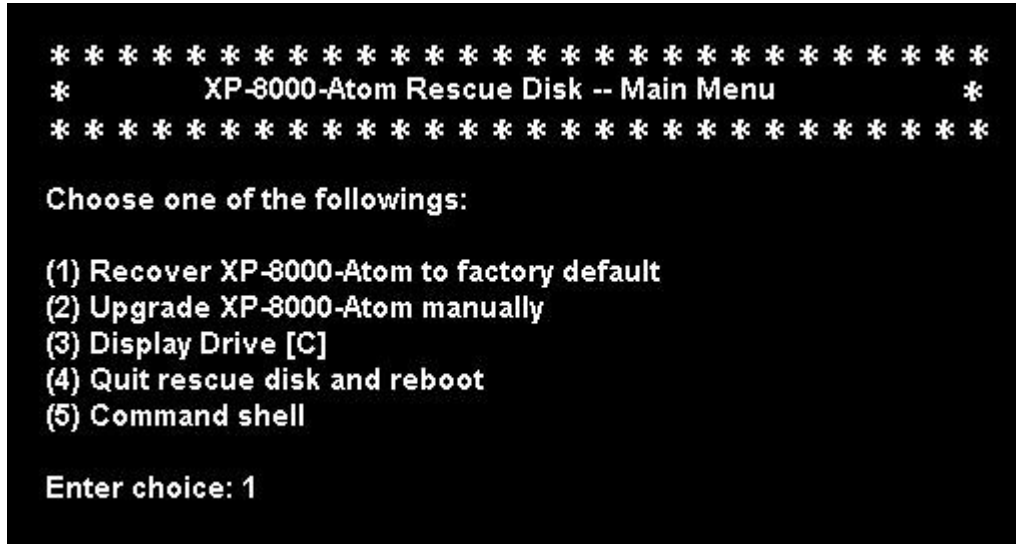 * * * * * * * * * * * * * * * * * * * * * * * * * * * *
* XP-8000-Atom Rescue Disk -- Main Menu *
* * * * * * * * * * * * * * * * * * * * * * * * * * * *
Choose one of the followings:
(1) Recover XP-8000-Atom to factory default
(2) Upgrade XP-8000-Atom manually
(3) Display Drive [C]
(4) Quit rescue disk and reboot
(5) Command shell
Enter choice: 1